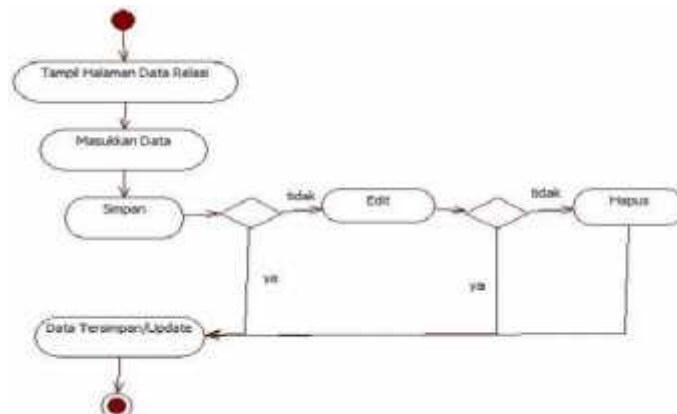 Tampil Halaman Data Relasi
Masukkan Data
Simpan
tidak
Edit
tidak
Hapus
ya
ya
Data Tersimpan/Update